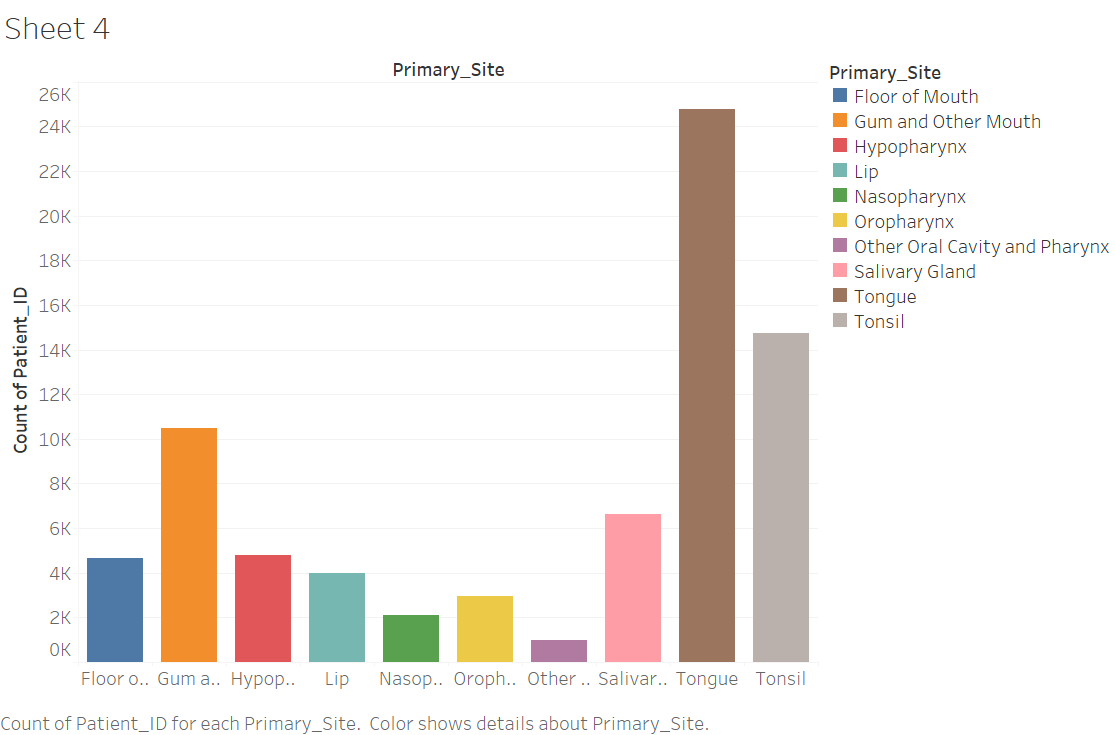 Sheet 4
Primary_Site
26K
24K
22K
20K
18K
16K
14K
12K
10K
8K
6K
4K
2K
0K
Count of Patient_ID
Floor o.. Gum a.. Hypop.. Lip Nasop.. Oroph.. Other .. Salivar.. Tongue Tonsil
Primary_Site
Floor of Mouth
Gum and Other Mouth
Hypopharynx
Lip
Nasopharynx
Oropharynx
Other Oral Cavity and Pharynx
Salivary Gland
Tongue
Tonsil
Count of Patient_ID for each Primary_Site.  Color shows details about Primary_Site.